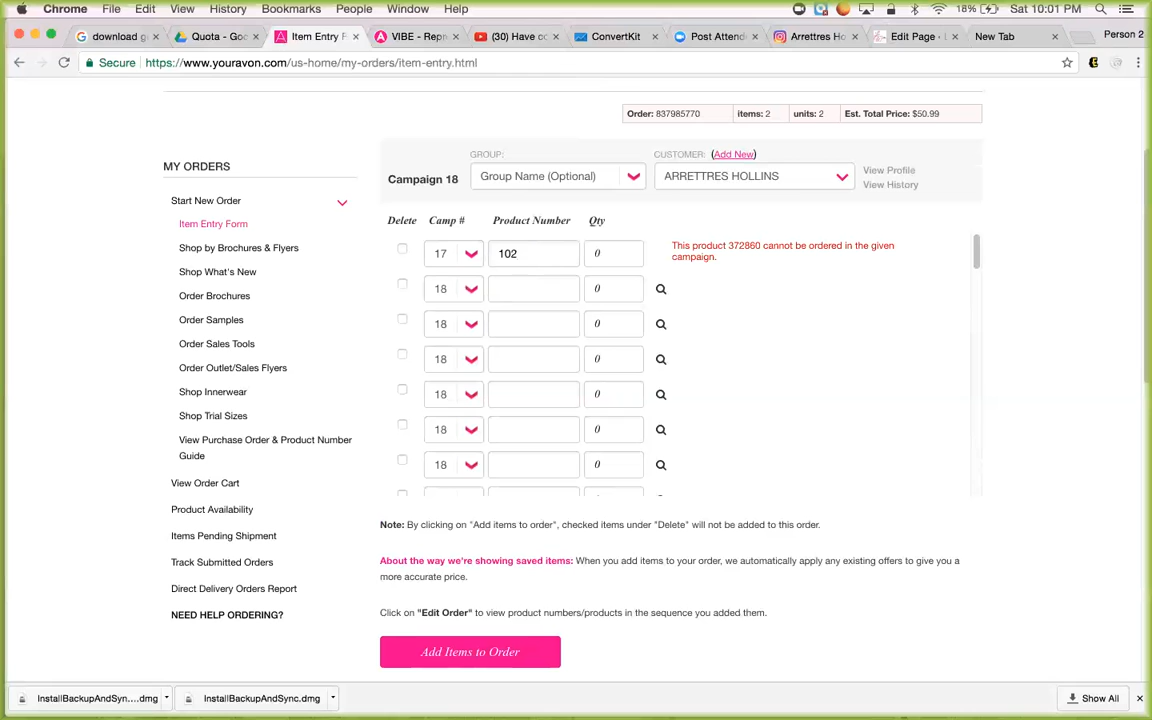 Chrome File Edit View History Bookmarks People Window Help 18% Sat 10:01 PM
download g Quota - Goo Item Entry F VIBE - Repr (30) Have co ConvertKit Post Attend Arrettres Ho Edit Page ‹ New Tab Person 2
Secure https://www.youravon.com/us-home/my-orders/item-entry.html
Order: 837985770 items: 2 units: 2 Est. Total Price: $50.99
MY ORDERS
Start New Order
Item Entry Form
Shop by Brochures & Flyers
Shop What's New
Order Brochures
Order Samples
Order Sales Tools
Order Outlet/Sales Flyers
Shop Innerwear
Shop Trial Sizes
View Purchase Order & Product Number
Guide
View Order Cart
Product Availability
Items Pending Shipment
Track Submitted Orders
Direct Delivery Orders Report
NEED HELP ORDERING?
GROUP: CUSTOMER: (Add New)
Campaign 18 Group Name (Optional) ARRETTRES HOLLINS View Profile
View History
Delete Camp # Product Number Qty
17 102 0 This product 372860 cannot be ordered in the given
campaign.
18 0
18 0
18 0
18 0
18 0
18 0
Note: By clicking on "Add items to order", checked items under "Delete" will not be added to this order.
About the way we're showing saved items: When you add items to your order, we automatically apply any existing offers to give you a
more accurate price.
Click on "Edit Order" to view product numbers/products in the sequence you added them.
Add Items to Order
InstallBackupAndSyn....dmg InstallBackupAndSync.dmg Show All